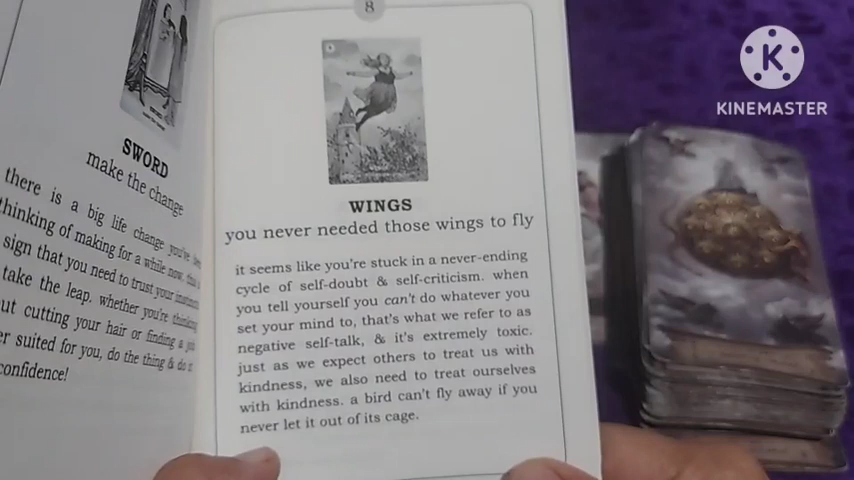 SWORD
make the change
there is a big life change you've been
thinking of making for a while now. this is
sign that you need to trust your instincts
take the leap. whether you're thinking
out cutting your hair or finding a job
er suited for you, do the thing & do it
confidence!
8
WINGS
you never needed those wings to fly
it seems like you're stuck in a never-ending
cycle of self-doubt & self-criticism. when
you tell yourself you can't do whatever you
set your mind to, that's what we refer to as
negative self-talk, & it's extremely toxic.
just as we expect others to treat us with
kindness, we also need to treat ourselves
with kindness. a bird can't fly away if you
never let it out of its cage.
K
KINEMASTER